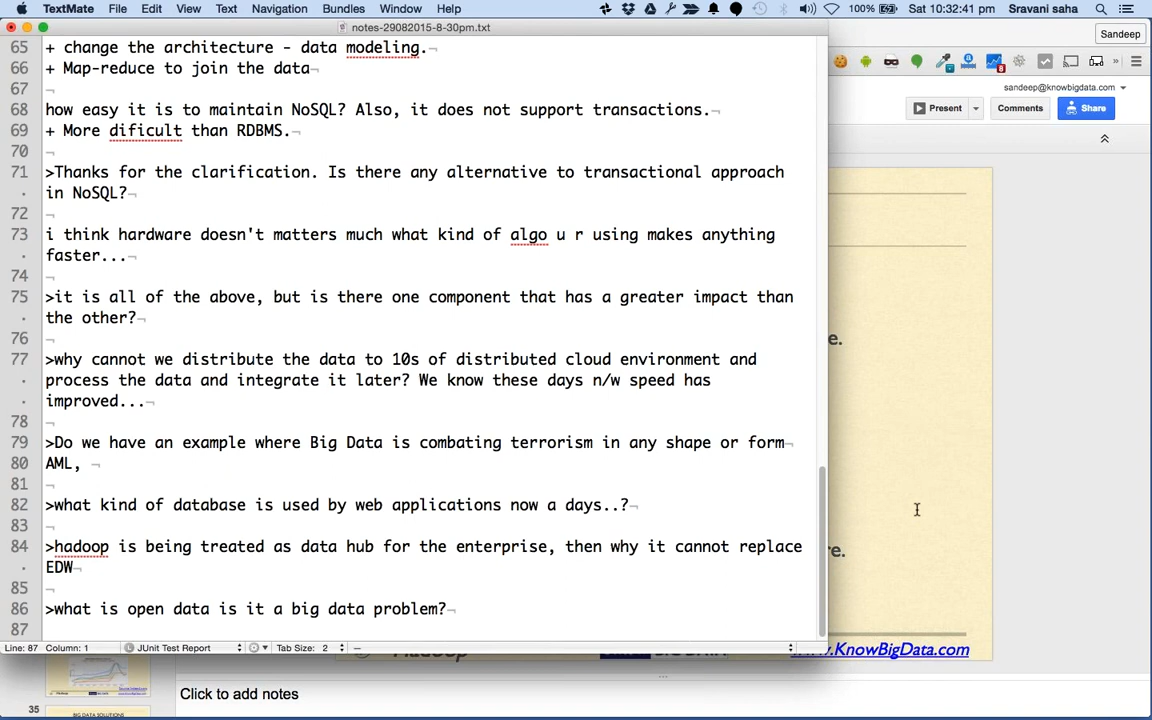 TextMate File Edit View Text Navigation Bundles Window Help 100% Sat 10:32:41 pm Sravani saha
notes-29082015-8-30pm.txt
Sandeep
65 + change the architecture - data modeling.¬
66 + Map-reduce to join the data¬
67 ¬
68 how easy it is to maintain NoSQL? Also, it does not support transactions.¬
69 + More dificult than RDBMS.¬
70 ¬
71 >Thanks for the clarification. Is there any alternative to transactional approach
· in NoSQL?¬
72 ¬
73 i think hardware doesn't matters much what kind of algo u r using makes anything
· faster...¬
74 ¬
75 >it is all of the above, but is there one component that has a greater impact than
· the other?¬
76 ¬
77 >why cannot we distribute the data to 10s of distributed cloud environment and
· process the data and integrate it later? We know these days n/w speed has
· improved...¬
78 ¬
79 >Do we have an example where Big Data is combating terrorism in any shape or form¬
80 AML, ¬
81 ¬
82 >what kind of database is used by web applications now a days..?¬
83 ¬
84 >hadoop is being treated as data hub for the enterprise, then why it cannot replace
· EDW¬
85 ¬
86 >what is open data is it a big data problem?¬
87
Line: 87 Column: 1 JUnit Test Report Tab Size: 2 —
sandeep@knowbigdata.com
Present Comments Share
e.
re.
www.KnowBigData.com
Click to add notes
35
BIG DATA SOLUTIONS